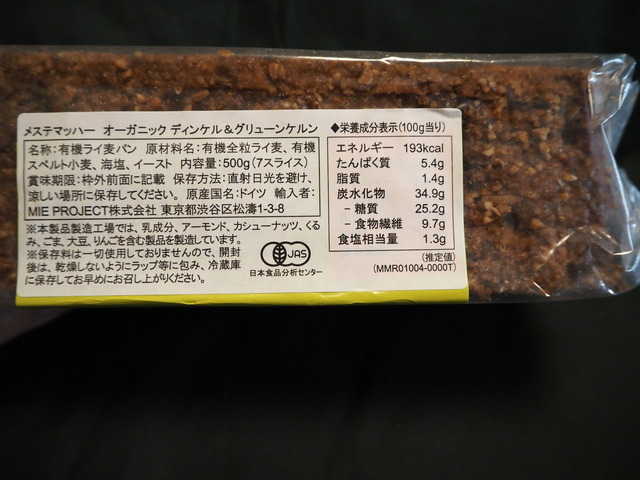 メステマッハー オーガニック ディンケル&グリューンケルン
名称:有機ライ麦パン 原材料名:有機全粒ライ麦、有機
スペルト小麦、海塩、イースト 内容量:500g(7スライス)
賞味期限:枠外前面に記載 保存方法:直射日光を避け、
涼しい場所に保存してください。 原産国名:ドイツ 輸入者:
MIE PROJECT株式会社 東京都渋谷区松濤1-3-8
※本製品製造工場では、乳成分、アーモンド、カシューナッツ、くる
み、ごま、大豆、りんごを含む製品を製造しています。
※保存料は一切使用しておりませんので、開封
後は、乾燥しないようにラップ等に包み、冷蔵庫
に保存してお早めにお召し上がりください。
JAS
日本食品分析センター
◆栄養成分表示(100g当り)
エネルギー 193kcal
たんぱく質 5.4g
脂質 1.4g
炭水化物 34.9g
- 糖質 25.2g
- 食物繊維 9.7g
食塩相当量 1.3g
(推定値)
(MMR01004-0000T)